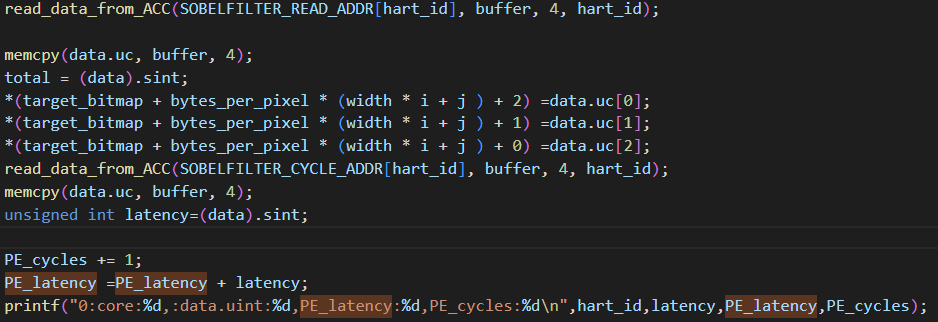 read_data_from_ACC(SOBELFILTER_READ_ADDR[hart_id], buffer, 4, hart_id);
memcpy(data.uc, buffer, 4);
total = (data).sint;
*(target_bitmap + bytes_per_pixel * (width * i + j ) + 2) =data.uc[0];
*(target_bitmap + bytes_per_pixel * (width * i + j ) + 1) =data.uc[1];
*(target_bitmap + bytes_per_pixel * (width * i + j ) + 0) =data.uc[2];
read_data_from_ACC(SOBELFILTER_CYCLE_ADDR[hart_id], buffer, 4, hart_id);
memcpy(data.uc, buffer, 4);
unsigned int latency=(data).sint;
PE_cycles += 1;
PE_latency =PE_latency + latency;
printf("0:core:%d,:data.uint:%d,PE_latency:%d,PE_cycles:%d\n",hart_id,latency,PE_latency,PE_cycles);